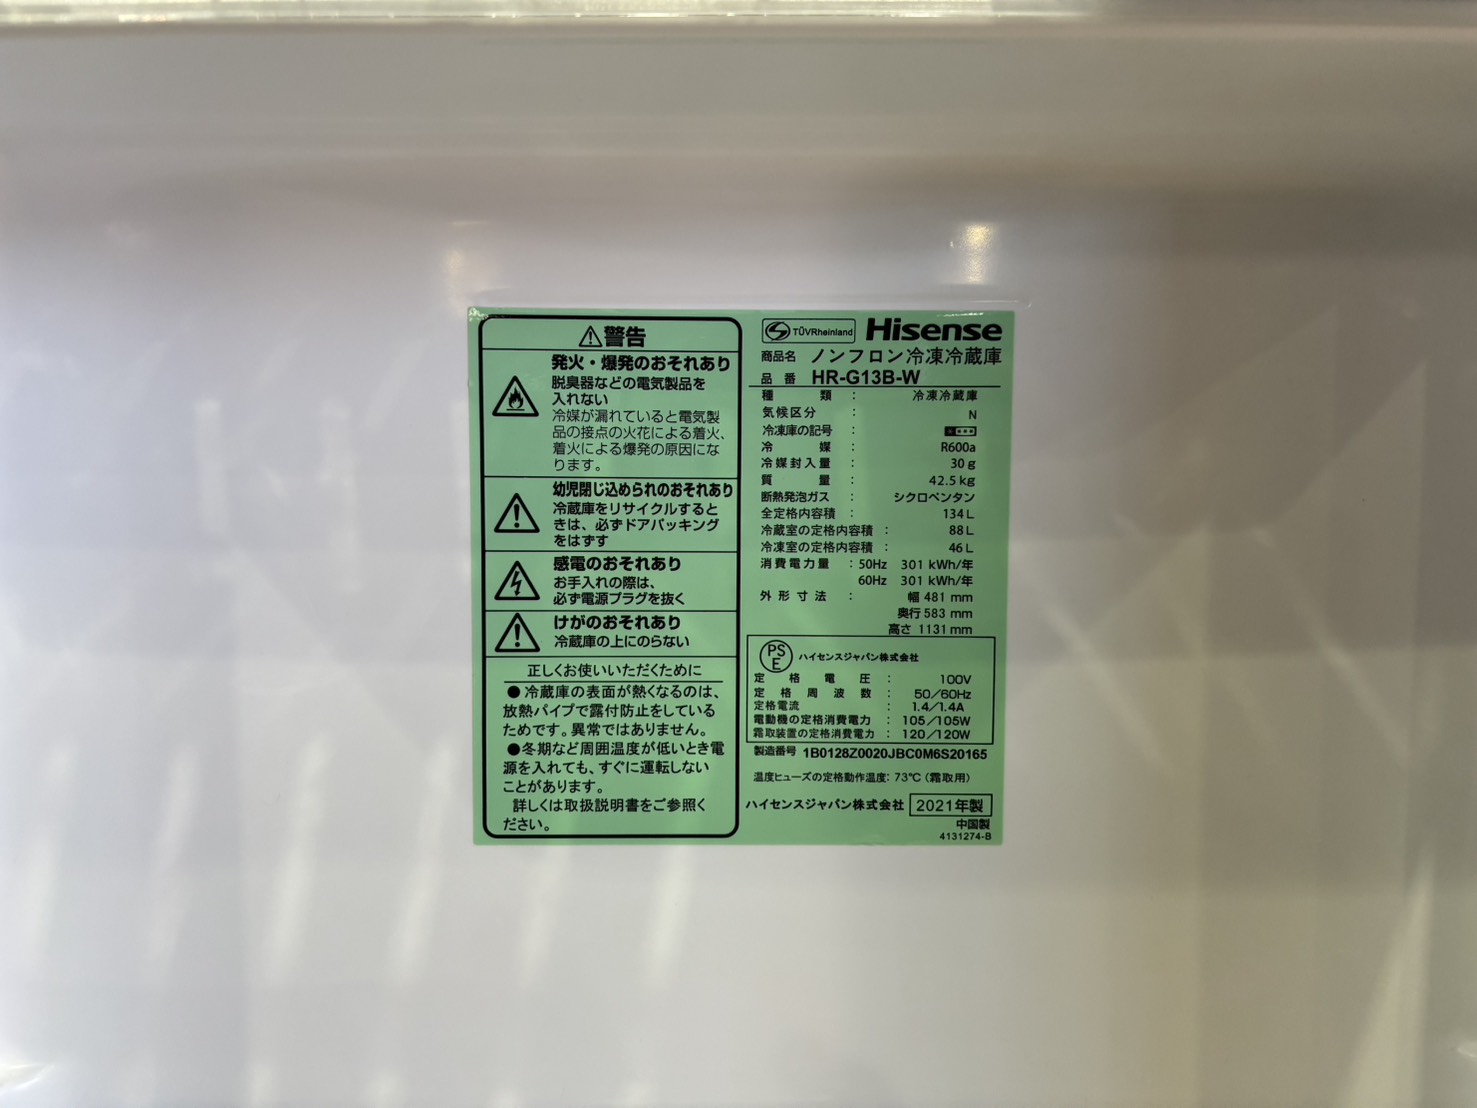 警告
発火・爆発のおそれあり
脱臭器などの電気製品を
入れない
冷媒が漏れていると電気製
品の接点の火花による着火、
着火による爆発の原因にな
ります。
幼児閉じ込められのおそれあり
冷蔵庫をリサイクルすると
きは、必ずドアパッキング
をはずす
感電のおそれあり
お手入れの際は、
必ず電源プラグを抜く
けがのおそれあり
冷蔵庫の上にのらない
正しくお使いいただくために
●冷蔵庫の表面が熱くなるのは、
放熱パイプで露付防止をしている
ためです。異常ではありません。
●冬期など周囲温度が低いとき電
源を入れても、すぐに運転しない
ことがあります。
詳しくは取扱説明書をご参照く
ださい。
TÜVRheinland Hisense
商品名 ノンフロン冷凍冷蔵庫
品番 HR-G13B-W
種類 : 冷凍冷蔵庫
気候区分 : N
冷凍庫の記号 :
冷媒 : R600a
冷媒封入量 : 30g
質量 : 42.5kg
断熱発泡ガス : シクロペンタン
全定格内容積 : 134L
冷蔵室の定格内容積 : 88L
冷凍室の定格内容積 : 46L
消費電力量 : 50Hz 301 kWh/年
60Hz 301 kWh/年
外形寸法 : 幅 481 mm
奥行 583 mm
高さ 1131 mm
PSE ハイセンスジャパン株式会社
定格電圧 : 100V
定格周波数 : 50/60Hz
定格電流 : 1.4/1.4A
電動機の定格消費電力 : 105/105W
霜取装置の定格消費電力 : 120/120W
製造番号 1B0128Z0020JBC0M6S20165
温度ヒューズの定格動作温度: 73℃（霜取用）
ハイセンスジャパン株式会社 2021年製
中国製
4131274-B